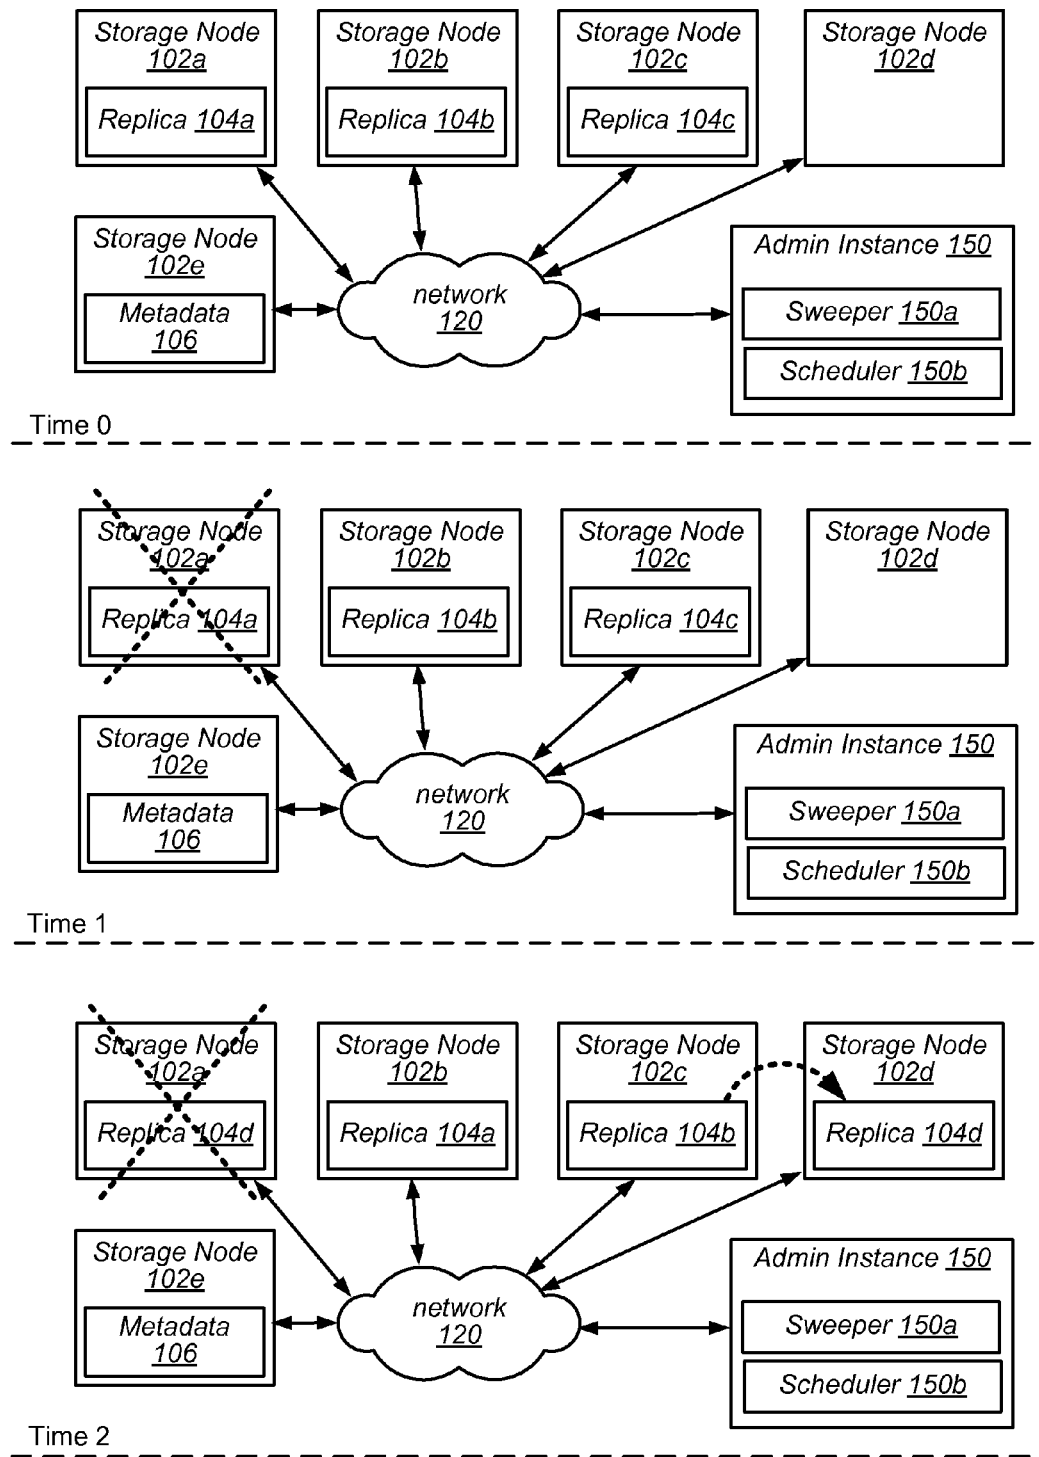 Storage Node
102a
Replica 104a
Storage Node
102b
Replica 104b
Storage Node
102c
Replica 104c
Storage Node
102d
Storage Node
102e
Metadata
106
network
120
Admin Instance 150
Sweeper 150a
Scheduler 150b
Time 0
Storage Node
102a
Replica 104a
Storage Node
102b
Replica 104b
Storage Node
102c
Replica 104c
Storage Node
102d
Storage Node
102e
Metadata
106
network
120
Admin Instance 150
Sweeper 150a
Scheduler 150b
Time 1
Storage Node
102a
Replica 104d
Storage Node
102b
Replica 104a
Storage Node
102c
Replica 104b
Storage Node
102d
Replica 104d
Storage Node
102e
Metadata
106
network
120
Admin Instance 150
Sweeper 150a
Scheduler 150b
Time 2